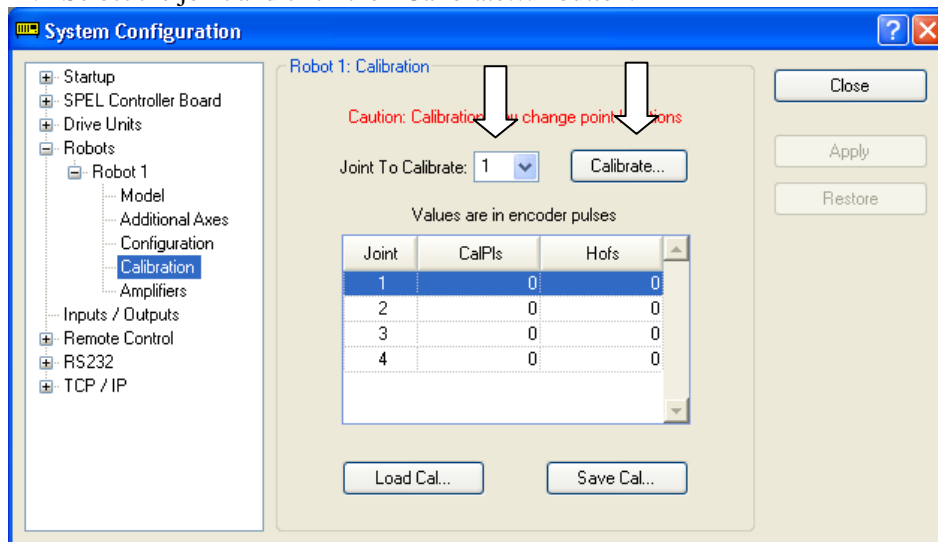 System Configuration
Startup
SPEL Controller Board
Drive Units
Robots
Robot 1
Model
Additional Axes
Configuration
Calibration
Amplifiers
Inputs / Outputs
Remote Control
RS232
TCP / IP
Robot 1: Calibration
Caution: Calibration change point
Joint To Calibrate: 1
Calibrate...
Values are in encoder pulses
Joint CalPls Hofs
1 0 0
2 0 0
3 0 0
4 0 0
Load Cal...
Save Cal...
Close
Apply
Restore